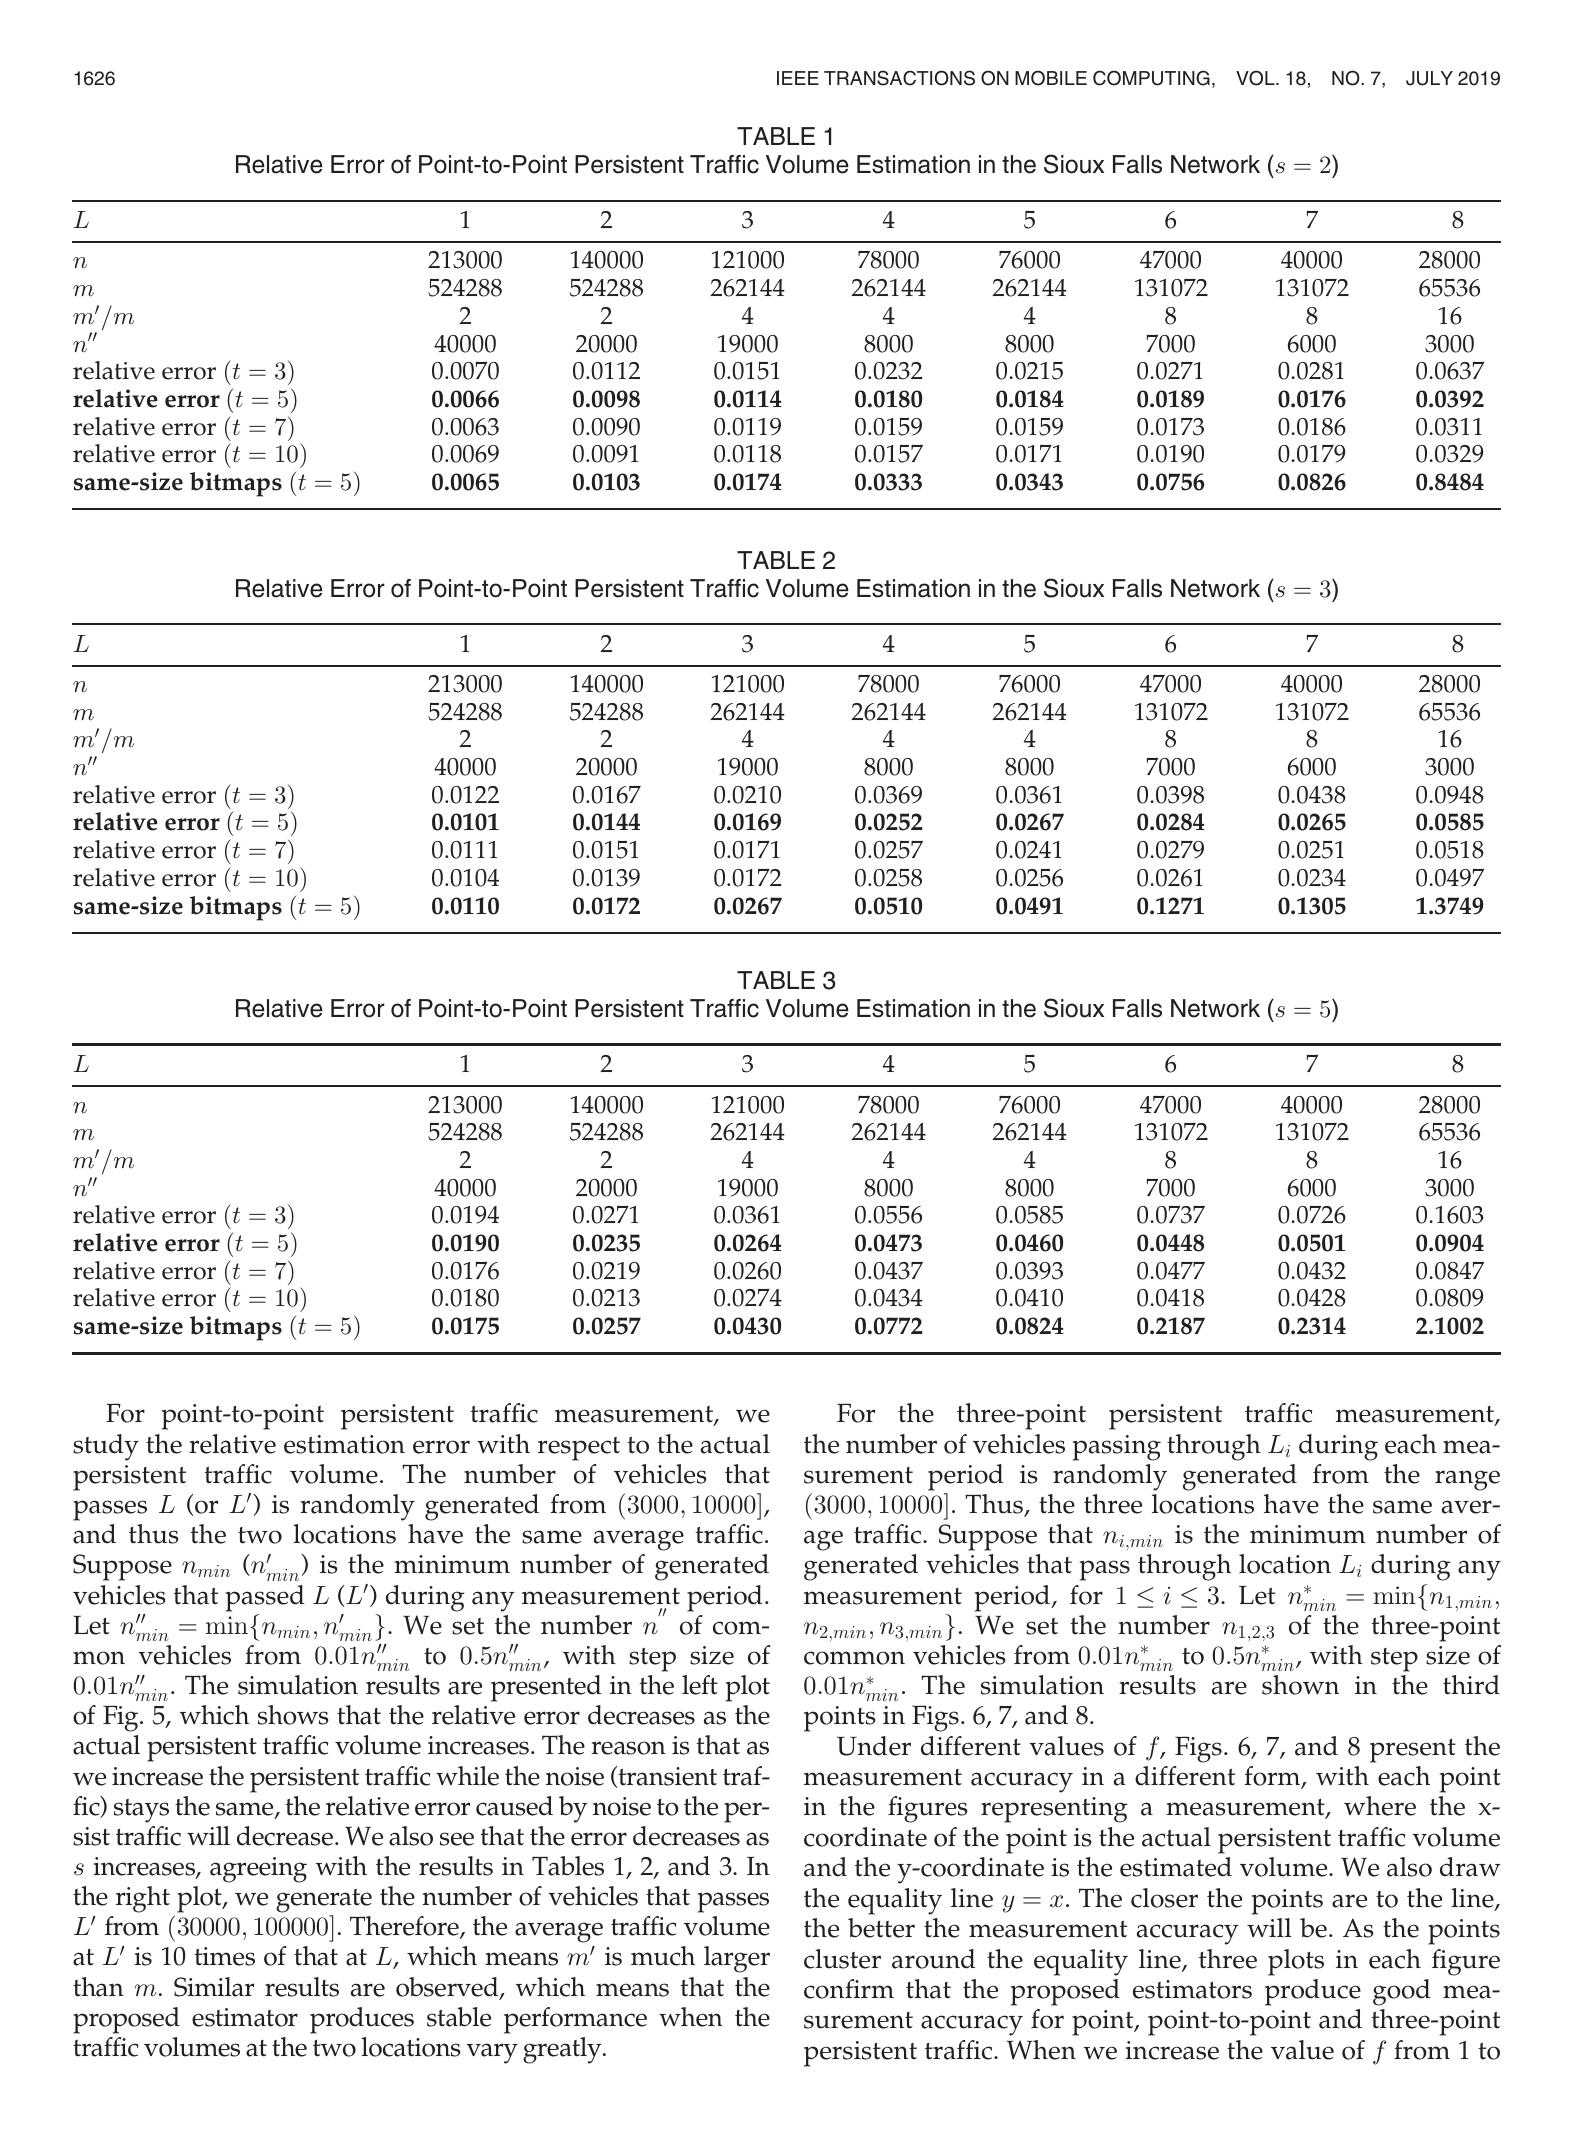 1626
IEEE TRANSACTIONS ON MOBILE COMPUTING, VOL. 18, NO. 7, JULY 2019
TABLE 1
Relative Error of Point-to-Point Persistent Traffic Volume Estimation in the Sioux Falls Network (s = 2)
L 1 2 3 4 5 6 7 8
n 213000 140000 121000 78000 76000 47000 40000 28000
m 524288 524288 262144 262144 262144 131072 131072 65536
m′/m 2 2 4 4 4 8 8 16
n″ 40000 20000 19000 8000 8000 7000 6000 3000
relative error (t = 3) 0.0070 0.0112 0.0151 0.0232 0.0215 0.0271 0.0281 0.0637
relative error (t = 5) 0.0066 0.0098 0.0114 0.0180 0.0184 0.0189 0.0176 0.0392
relative error (t = 7) 0.0063 0.0090 0.0119 0.0159 0.0159 0.0173 0.0186 0.0311
relative error (t = 10) 0.0069 0.0091 0.0118 0.0157 0.0171 0.0190 0.0179 0.0329
same-size bitmaps (t = 5) 0.0065 0.0103 0.0174 0.0333 0.0343 0.0756 0.0826 0.8484
TABLE 2
Relative Error of Point-to-Point Persistent Traffic Volume Estimation in the Sioux Falls Network (s = 3)
L 1 2 3 4 5 6 7 8
n 213000 140000 121000 78000 76000 47000 40000 28000
m 524288 524288 262144 262144 262144 131072 131072 65536
m′/m 2 2 4 4 4 8 8 16
n″ 40000 20000 19000 8000 8000 7000 6000 3000
relative error (t = 3) 0.0122 0.0167 0.0210 0.0369 0.0361 0.0398 0.0438 0.0948
relative error (t = 5) 0.0101 0.0144 0.0169 0.0252 0.0267 0.0284 0.0265 0.0585
relative error (t = 7) 0.0111 0.0151 0.0171 0.0257 0.0241 0.0279 0.0251 0.0518
relative error (t = 10) 0.0104 0.0139 0.0172 0.0258 0.0256 0.0261 0.0234 0.0497
same-size bitmaps (t = 5) 0.0110 0.0172 0.0267 0.0510 0.0491 0.1271 0.1305 1.3749
TABLE 3
Relative Error of Point-to-Point Persistent Traffic Volume Estimation in the Sioux Falls Network (s = 5)
L 1 2 3 4 5 6 7 8
n 213000 140000 121000 78000 76000 47000 40000 28000
m 524288 524288 262144 262144 262144 131072 131072 65536
m′/m 2 2 4 4 4 8 8 16
n″ 40000 20000 19000 8000 8000 7000 6000 3000
relative error (t = 3) 0.0194 0.0271 0.0361 0.0556 0.0585 0.0737 0.0726 0.1603
relative error (t = 5) 0.0190 0.0235 0.0264 0.0473 0.0460 0.0448 0.0501 0.0904
relative error (t = 7) 0.0176 0.0219 0.0260 0.0437 0.0393 0.0477 0.0432 0.0847
relative error (t = 10) 0.0180 0.0213 0.0274 0.0434 0.0410 0.0418 0.0428 0.0809
same-size bitmaps (t = 5) 0.0175 0.0257 0.0430 0.0772 0.0824 0.2187 0.2314 2.1002
For point-to-point persistent traffic measurement, we
study the relative estimation error with respect to the actual
persistent traffic volume. The number of vehicles that
passes L (or L′) is randomly generated from (3000, 10000],
and thus the two locations have the same average traffic.
Suppose n_min (n′_min) is the minimum number of generated
vehicles that passed L (L′) during any measurement period.
Let n″_min = min{n_min, n′_min}. We set the number n″ of com-
mon vehicles from 0.01n″_min to 0.5n″_min, with step size of
0.01n″_min. The simulation results are presented in the left plot
of Fig. 5, which shows that the relative error decreases as the
actual persistent traffic volume increases. The reason is that as
we increase the persistent traffic while the noise (transient traf-
fic) stays the same, the relative error caused by noise to the per-
sist traffic will decrease. We also see that the error decreases as
s increases, agreeing with the results in Tables 1, 2, and 3. In
the right plot, we generate the number of vehicles that passes
L′ from (30000, 100000]. Therefore, the average traffic volume
at L′ is 10 times of that at L, which means m′ is much larger
than m. Similar results are observed, which means that the
proposed estimator produces stable performance when the
traffic volumes at the two locations vary greatly.
For the three-point persistent traffic measurement,
the number of vehicles passing through L_i during each mea-
surement period is randomly generated from the range
(3000, 10000]. Thus, the three locations have the same aver-
age traffic. Suppose that n_i,min is the minimum number of
generated vehicles that pass through location L_i during any
measurement period, for 1 ≤ i ≤ 3. Let n*_min = min{n_1,min,
n_2,min, n_3,min}. We set the number n_1,2,3 of the three-point
common vehicles from 0.01n*_min to 0.5n*_min, with step size of
0.01n*_min. The simulation results are shown in the third
points in Figs. 6, 7, and 8.
Under different values of f, Figs. 6, 7, and 8 present the
measurement accuracy in a different form, with each point
in the figures representing a measurement, where the x-
coordinate of the point is the actual persistent traffic volume
and the y-coordinate is the estimated volume. We also draw
the equality line y = x. The closer the points are to the line,
the better the measurement accuracy will be. As the points
cluster around the equality line, three plots in each figure
confirm that the proposed estimators produce good mea-
surement accuracy for point, point-to-point and three-point
persistent traffic. When we increase the value of f from 1 to